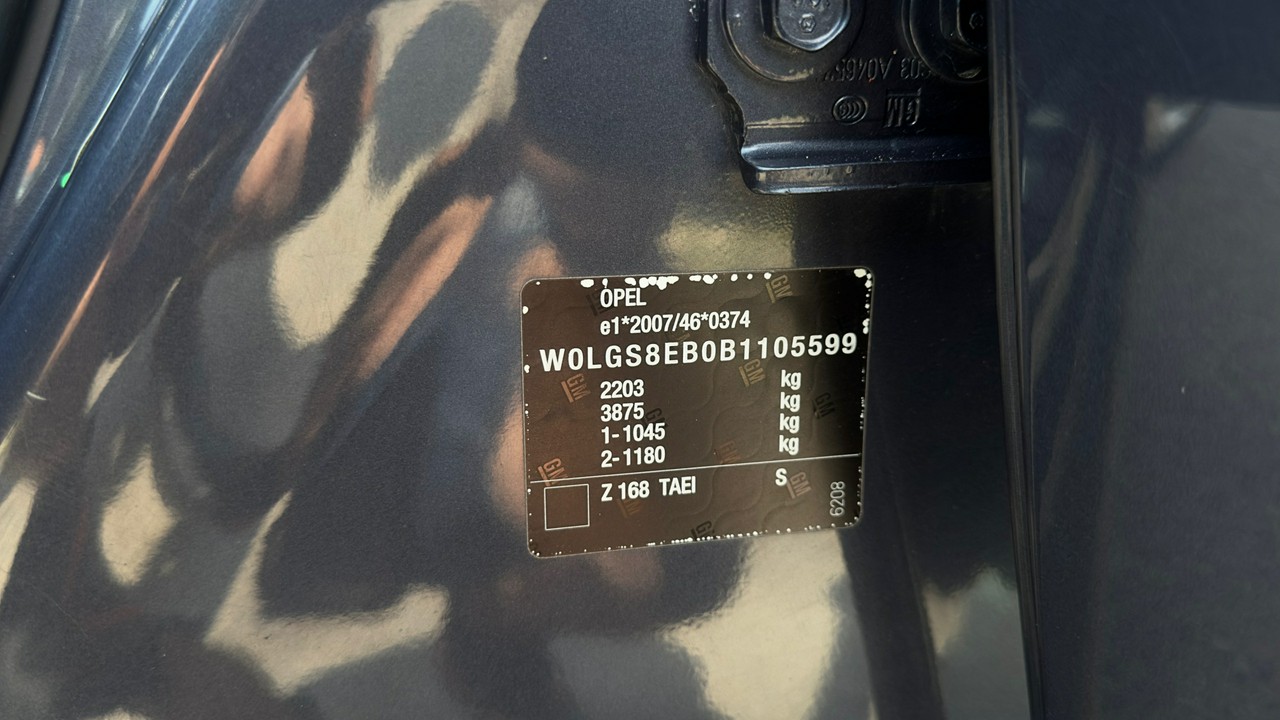 GM
OPEL
e1*2007/46*0374
W0LGS8EB0B1105599
2203 kg
3875 kg
1-1045 kg
2-1180 kg
Z 168 TAEI S
6208